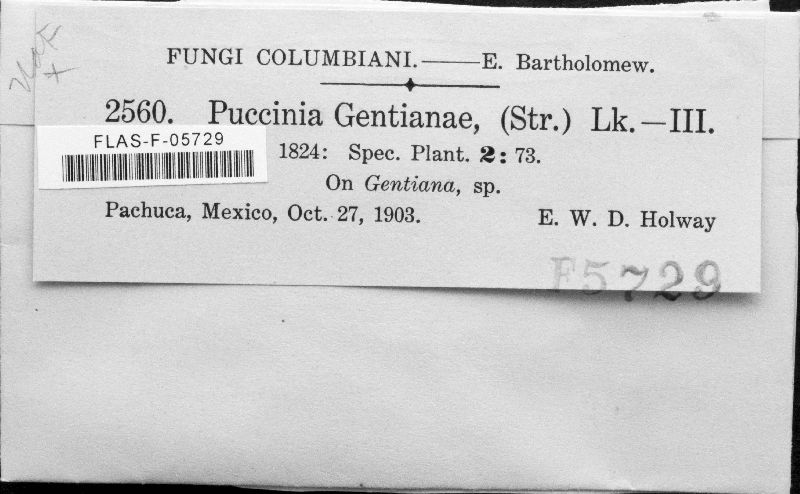 FUNGI COLUMBIANI.——E. Bartholomew.
2560. Puccinia Gentianae, (Str.) Lk.—III.
FLAS-F-05729
1824: Spec. Plant. 2: 73.
On Gentiana, sp.
Pachuca, Mexico, Oct. 27, 1903. E. W. D. Holway
F5729